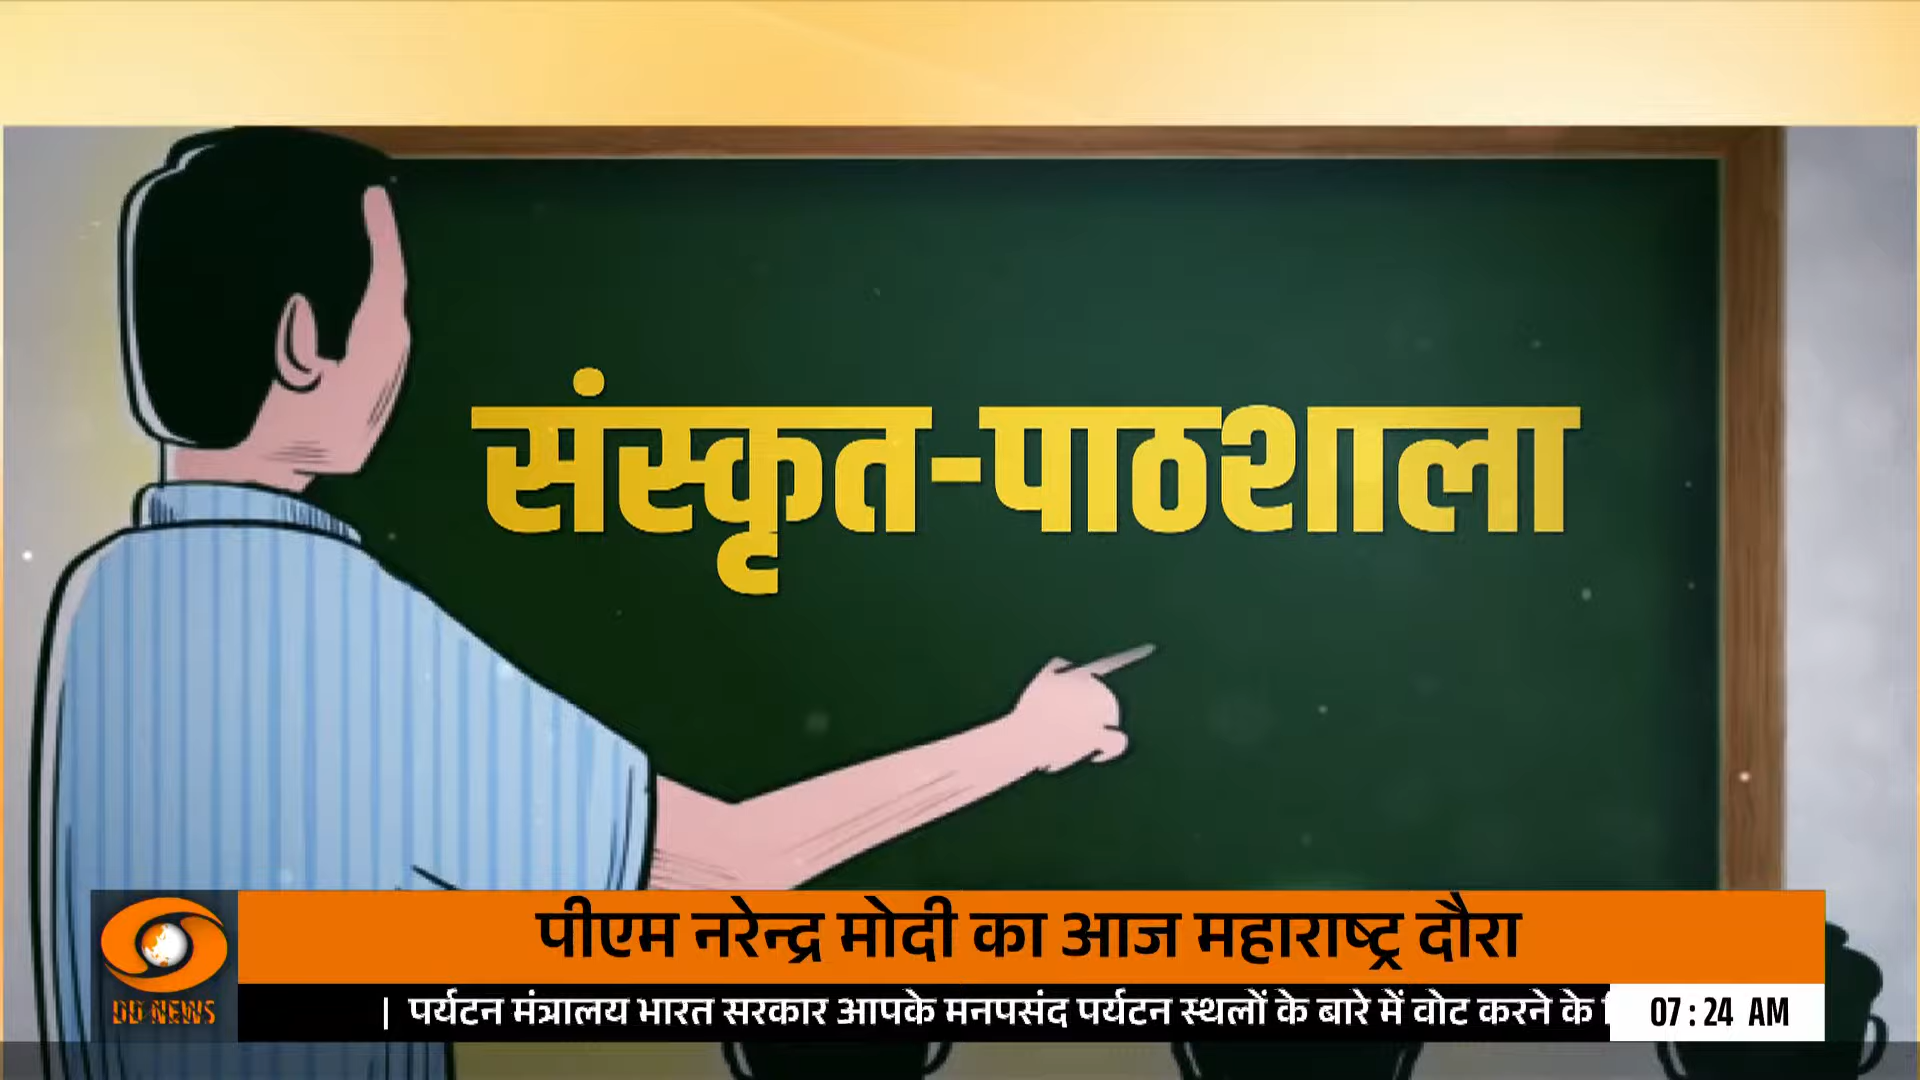 संस्कृत-पाठशाला
पीएम नरेन्द्र मोदी का आज महाराष्ट्र दौरा
DD NEWS
| पर्यटन मंत्रालय भारत सरकार आपके मनपसंद पर्यटन स्थलों के बारे में वोट करने के
07:24 AM